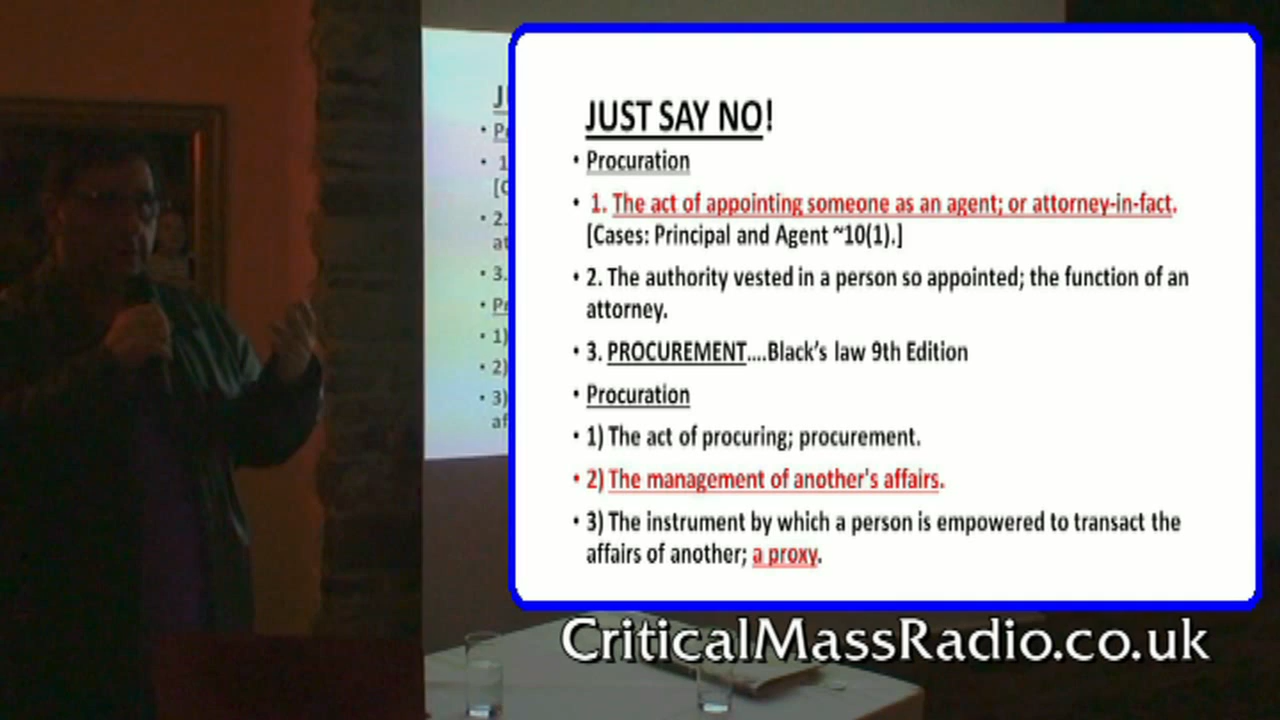 JUST SAY NO!
• Procuration
• 1. The act of appointing someone as an agent; or attorney-in-fact.
[Cases: Principal and Agent ~10(1).]
• 2. The authority vested in a person so appointed; the function of an
attorney.
• 3. PROCUREMENT....Black's law 9th Edition
• Procuration
• 1) The act of procuring; procurement.
• 2) The management of another's affairs.
• 3) The instrument by which a person is empowered to transact the
affairs of another; a proxy.
CriticalMassRadio.co.uk